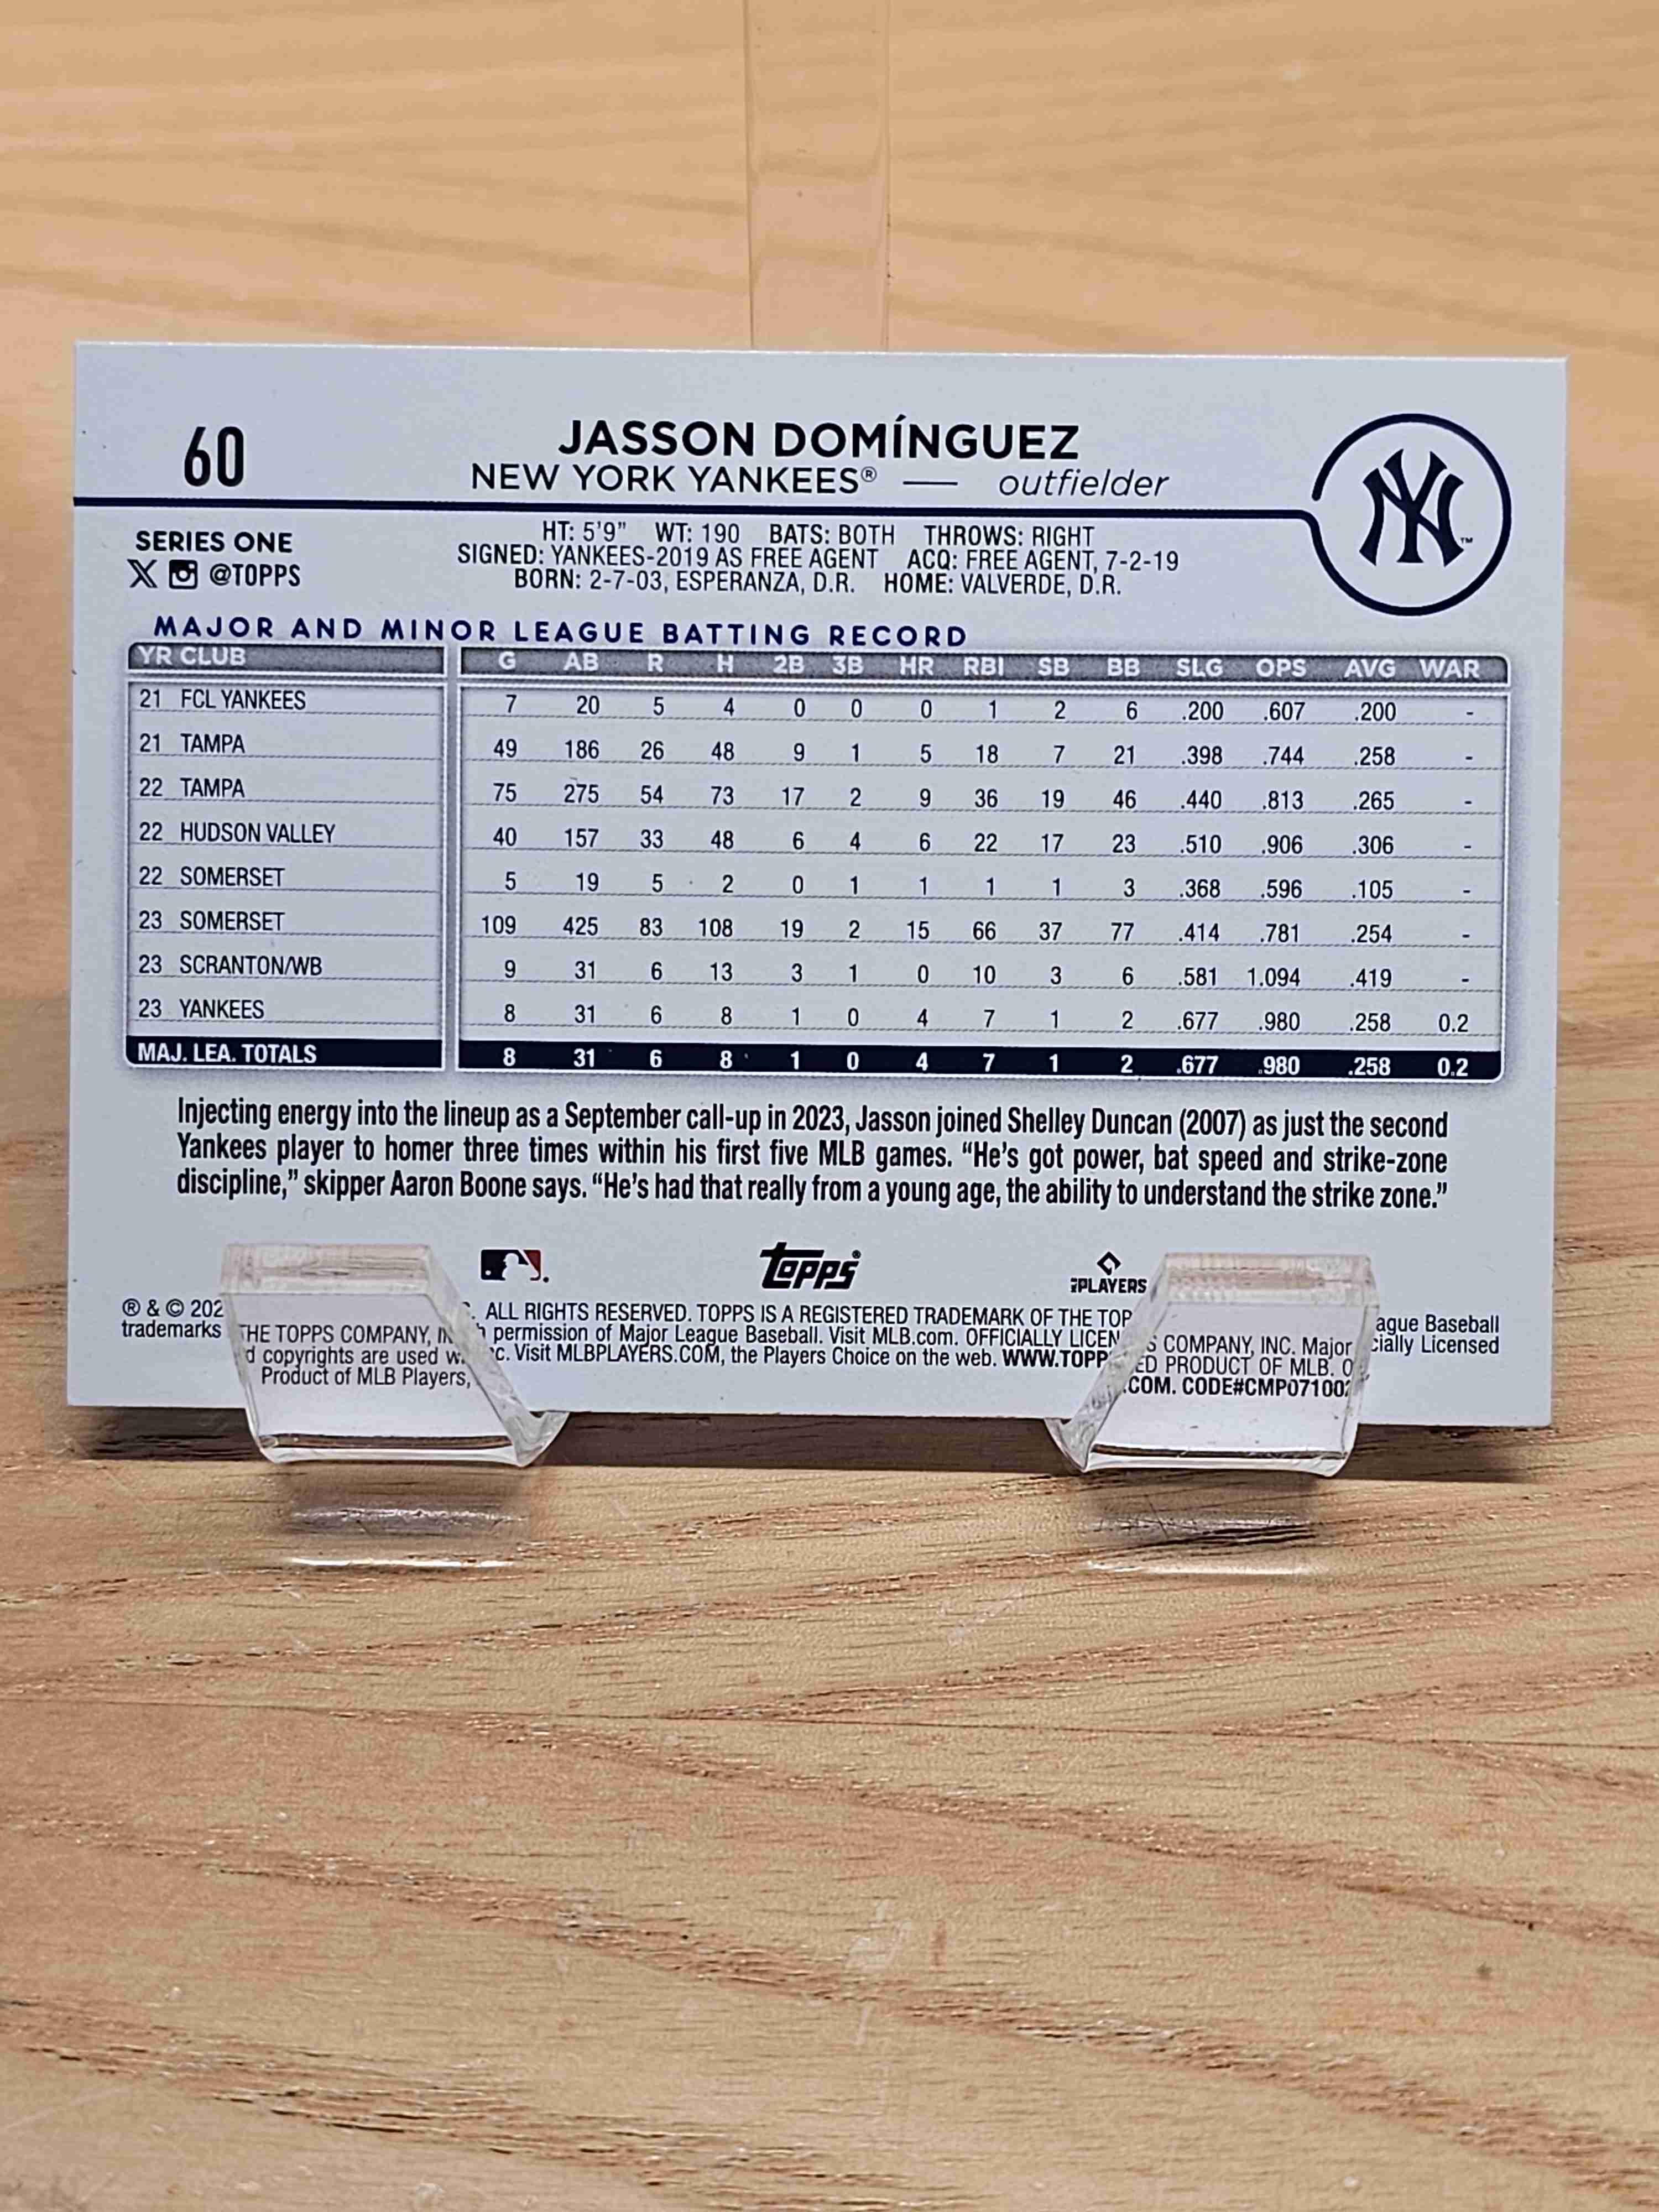 60
JASSON DOMÍNGUEZ
NEW YORK YANKEES® — outfielder
NY™
SERIES ONE
X @TOPPS
HT: 5'9" WT: 190 BATS: BOTH THROWS: RIGHT
SIGNED: YANKEES-2019 AS FREE AGENT ACQ: FREE AGENT, 7-2-19
BORN: 2-7-03, ESPERANZA, D.R. HOME: VALVERDE, D.R.
MAJOR AND MINOR LEAGUE BATTING RECORD
YR CLUB G AB R H 2B 3B HR RBI SB BB SLG OPS AVG WAR
21 FCL YANKEES 7 20 5 4 0 0 0 1 2 6 .200 .607 .200 -
21 TAMPA 49 186 26 48 9 1 5 18 7 21 .398 .744 .258 -
22 TAMPA 75 275 54 73 17 2 9 36 19 46 .440 .813 .265 -
22 HUDSON VALLEY 40 157 33 48 6 4 6 22 17 23 .510 .906 .306 -
22 SOMERSET 5 19 5 2 0 1 1 1 1 3 .368 .596 .105 -
23 SOMERSET 109 425 83 108 19 2 15 66 37 77 .414 .781 .254 -
23 SCRANTON/WB 9 31 6 13 3 1 0 10 3 6 .581 1.094 .419 -
23 YANKEES 8 31 6 8 1 0 4 7 1 2 .677 .980 .258 0.2
MAJ. LEA. TOTALS 8 31 6 8 1 0 4 7 1 2 .677 .980 .258 0.2
Injecting energy into the lineup as a September call-up in 2023, Jasson joined Shelley Duncan (2007) as just the second
Yankees player to homer three times within his first five MLB games. “He’s got power, bat speed and strike-zone
discipline,” skipper Aaron Boone says. “He’s had that really from a young age, the ability to understand the strike zone.”
topps®
PLAYERS
® & © 202 THE TOPPS COMPANY, ALL RIGHTS RESERVED. TOPPS IS A REGISTERED TRADEMARK OF THE TOP S COMPANY, INC. Major ague Baseball
trademarks d copyrights are used permission of Major League Baseball. Visit MLB.com. OFFICIALLY LICEN ED PRODUCT OF MLB. O cially Licensed
Product of MLB Players, c. Visit MLBPLAYERS.COM, the Players Choice on the web. WWW.TOPP .COM. CODE#CMP07100